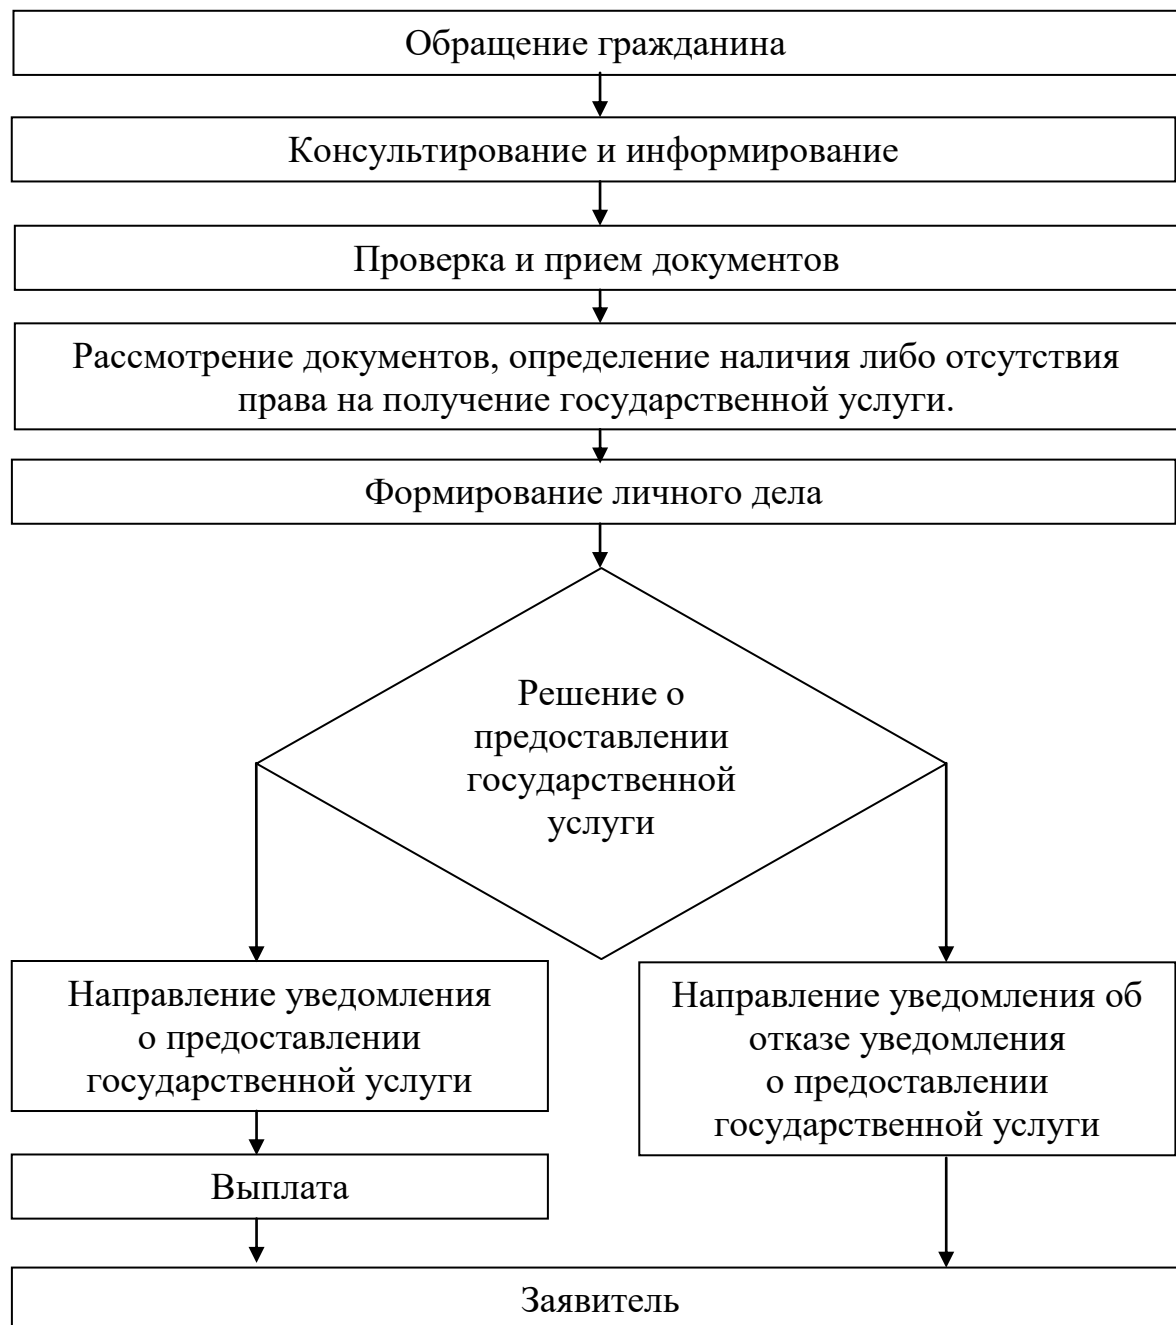 Обращение гражданина
Консультирование и информирование
Проверка и прием документов
Рассмотрение документов, определение наличия либо отсутствия
права на получение государственной услуги.
Формирование личного дела
Решение о
предоставлении
государственной
услуги
Направление уведомления
о предоставлении
государственной услуги
Направление уведомления об
отказе уведомления
о предоставлении
государственной услуги
Выплата
Заявитель